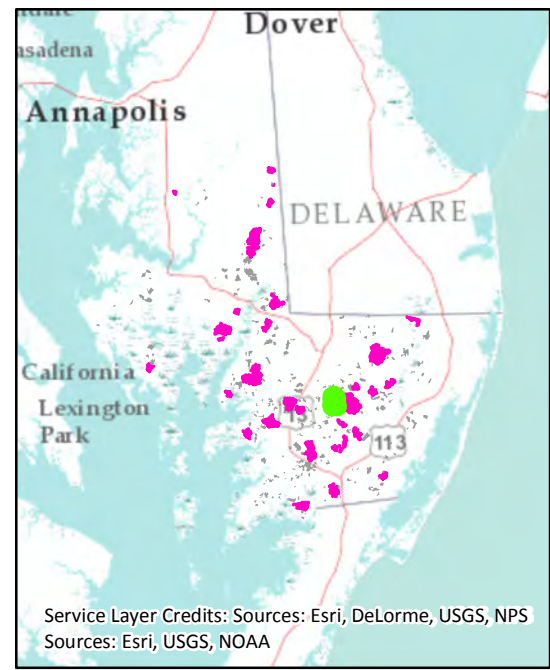 Dover
asadena
Annapolis
DELAWARE
California
Lexington
Park
113
Service Layer Credits: Sources: Esri, DeLorme, USGS, NPS
Sources: Esri, USGS, NOAA